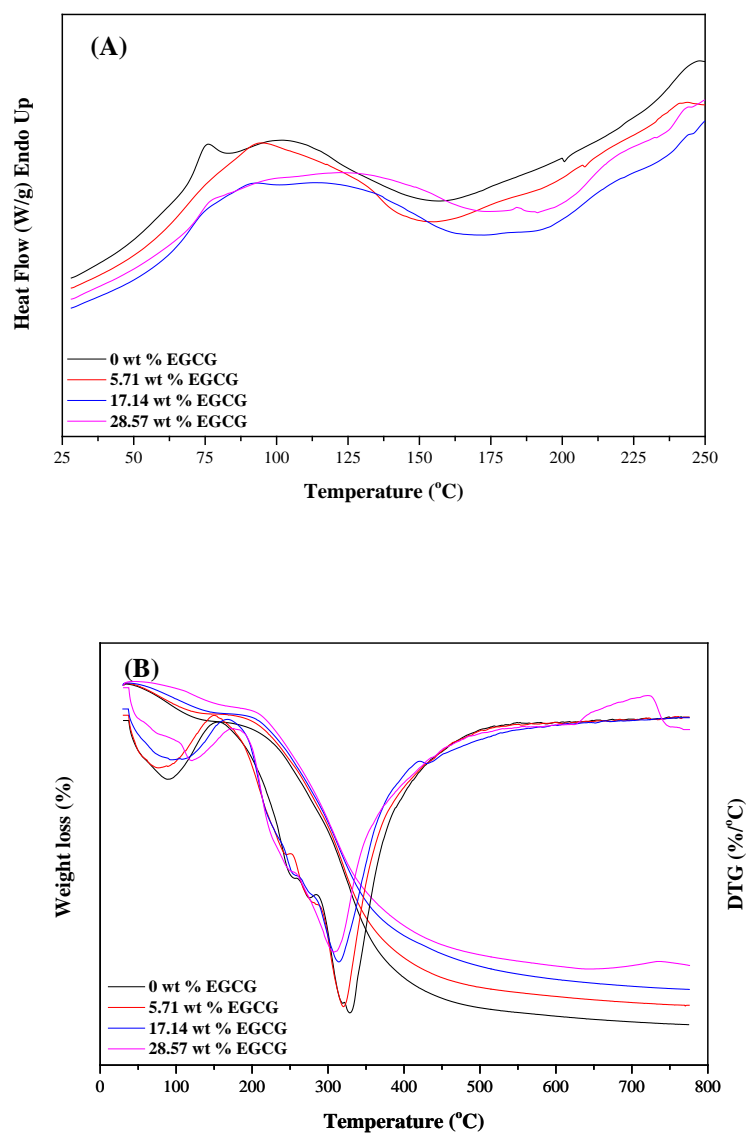 (A)
Heat Flow (W/g) Endo Up
0 wt % EGCG
5.71 wt % EGCG
17.14 wt % EGCG
28.57 wt % EGCG
25 50 75 100 125 150 175 200 225 250
Temperature (°C)
(B)
Weight loss (%)
DTG (%/°C)
0 wt % EGCG
5.71 wt % EGCG
17.14 wt % EGCG
28.57 wt % EGCG
0 100 200 300 400 500 600 700 800
Temperature (°C)